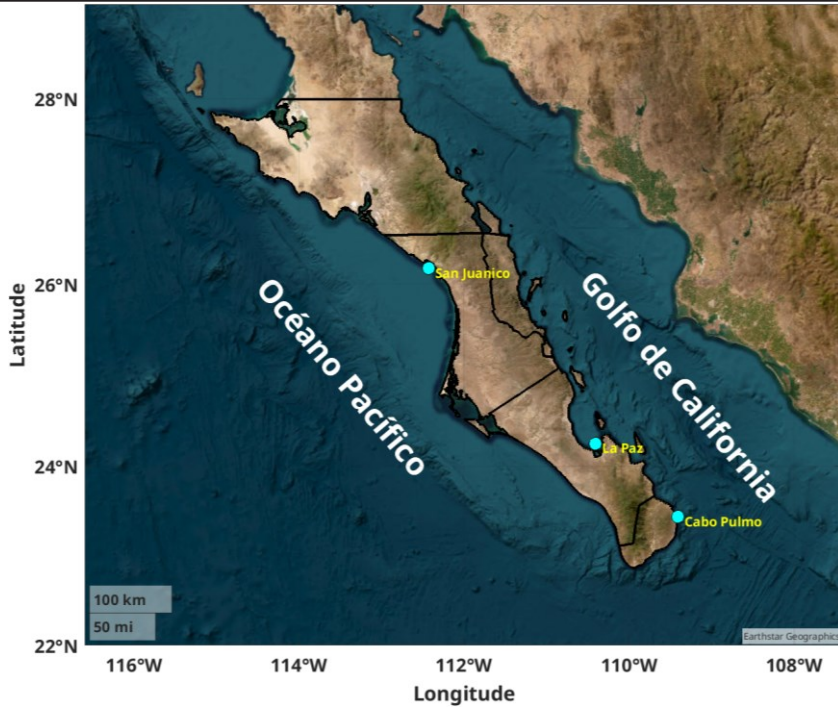 28°N
26°N
24°N
22°N
Latitude
San Juanico
Océano Pacífico
Golfo de California
La Paz
Cabo Pulmo
100 km
50 mi
Earthstar Geographics
116°W
114°W
112°W
110°W
108°W
Longitude